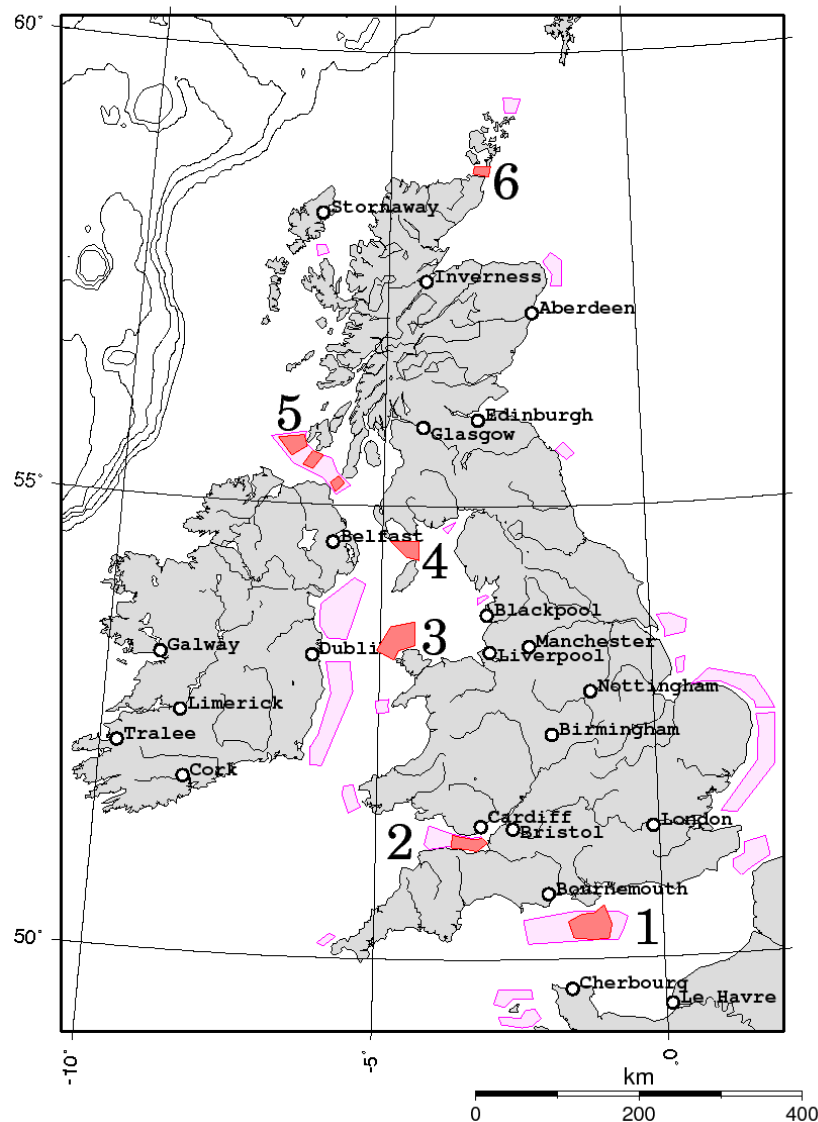 60°
6
Stornaway
Inverness
Aberdeen
5
Edinburgh
Glasgow
55°
Belfast
4
Blackpool
3
Galway
Dubli
Manchester
Liverpool
Nottingham
Limerick
Tralee
Birmingham
Cork
Cardiff
London
Bristol
2
Bournemouth
1
50°
Cherbourg
Le Havre
-10°
-5°
0°
km
0
200
400